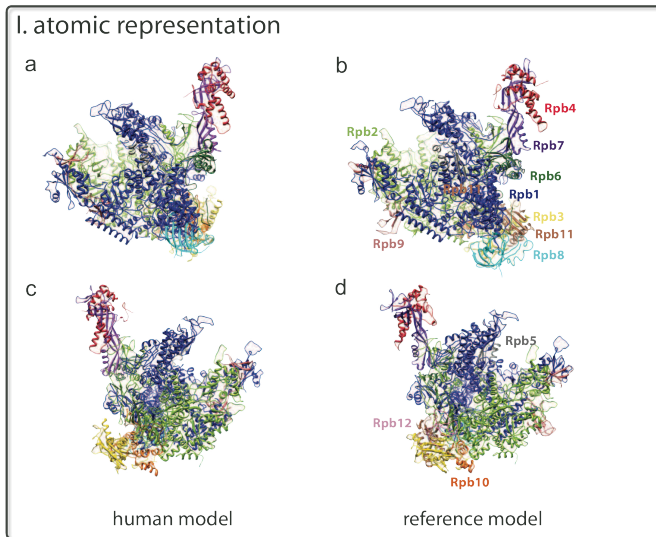 I. atomic representation
a
b
Rpb4
Rpb2
Rpb7
Rpb6
Rpb1
Rpb3
Rpb11
Rpb9
Rpb8
c
d
Rpb5
Rpb12
Rpb10
human model
reference model